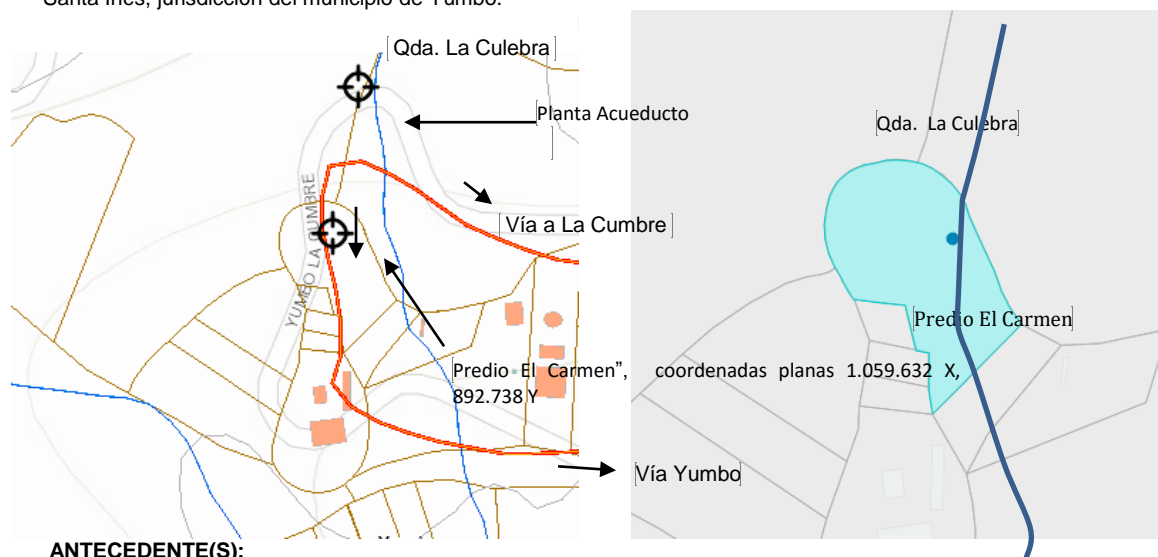 Santa Inés, jurisdicción del municipio de Yumbo.
Qda. La Culebra
Planta Acueducto
Qda. La Culebra
Vía a La Cumbre
YUMBO LA CUMBRE
Predio El Carmen
Predio El Carmen”, coordenadas planas 1.059.632 X,
892.738 Y
Vía Yumbo
ANTECEDENTE(S):